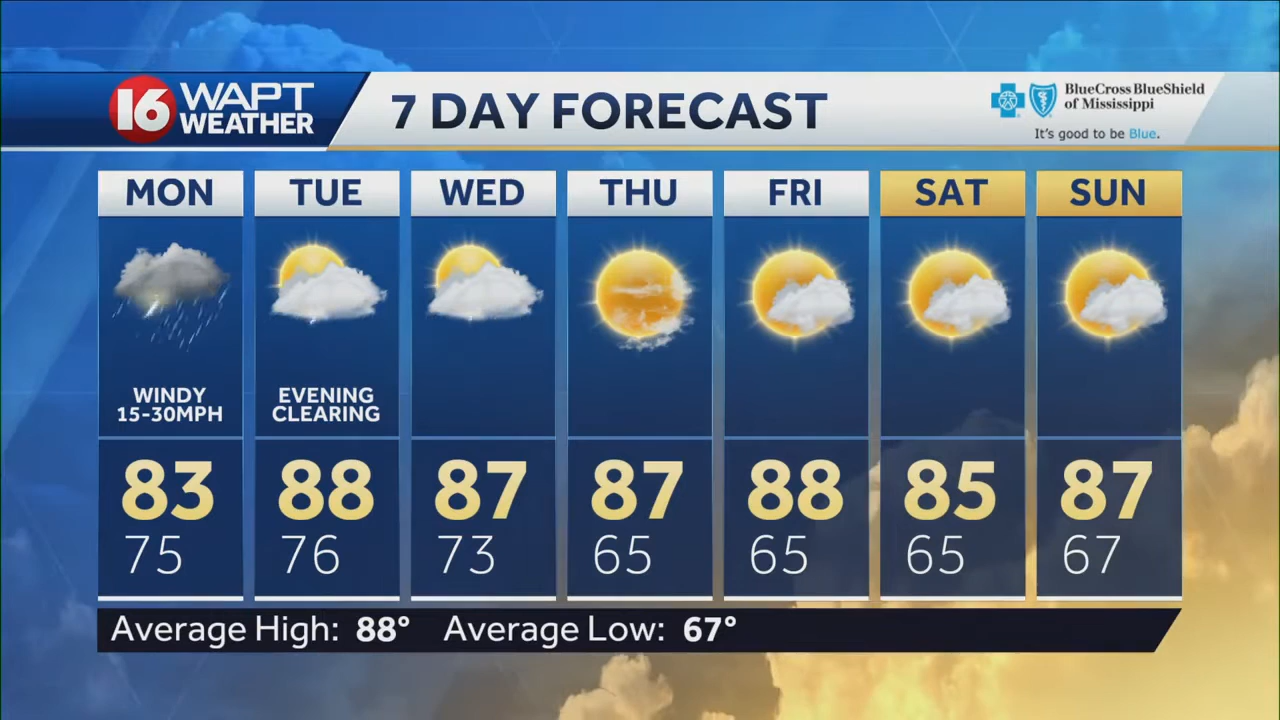 16 WAPT
WEATHER
7 DAY FORECAST
BlueCross BlueShield
of Mississippi
It's good to be Blue.
MON
TUE
WED
THU
FRI
SAT
SUN
WINDY
15-30MPH
EVENING
CLEARING
83
88
87
87
88
85
87
75
76
73
65
65
65
67
Average High: 88° Average Low: 67°